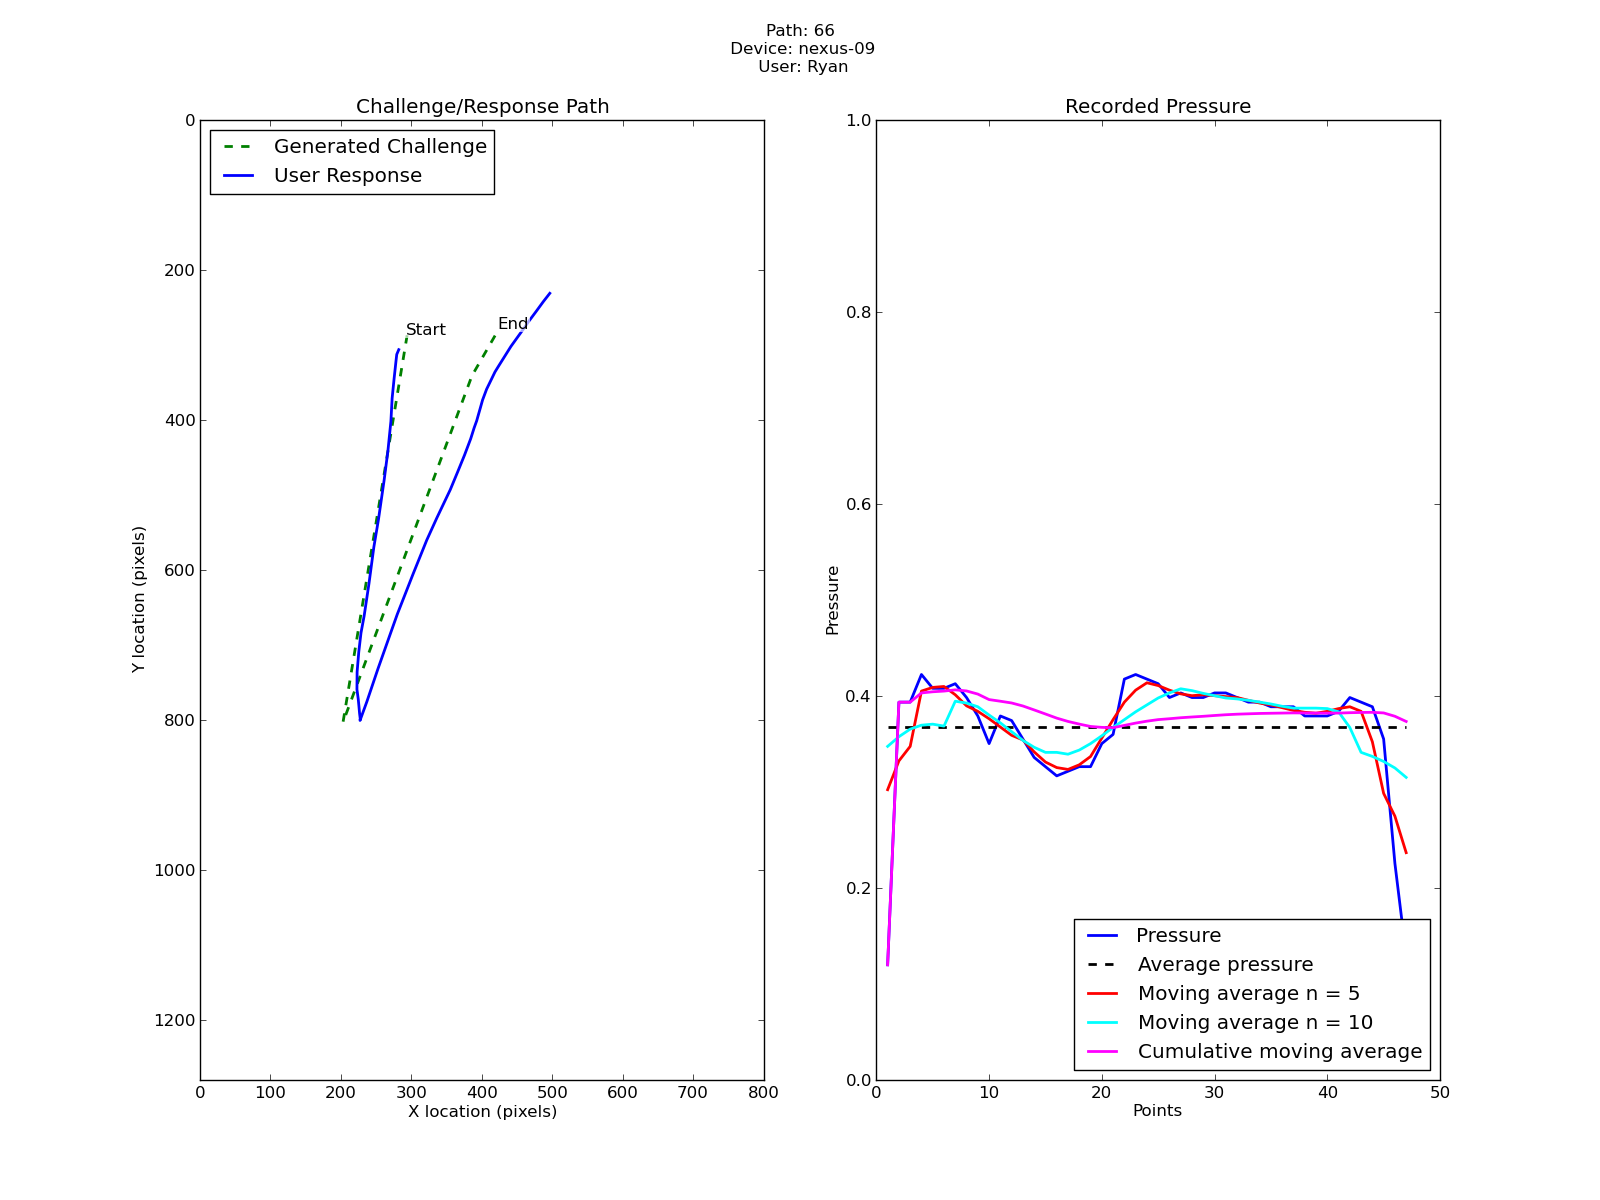 Path: 66
Device: nexus-09
User: Ryan
Challenge/Response Path
Generated Challenge
User Response
Start
End
0
200
400
600
800
1000
1200
Y location (pixels)
0 100 200 300 400 500 600 700 800
X location (pixels)
Recorded Pressure
1.0
0.8
0.6
0.4
0.2
0.0
Pressure
Pressure
Average pressure
Moving average n = 5
Moving average n = 10
Cumulative moving average
0 10 20 30 40 50
Points